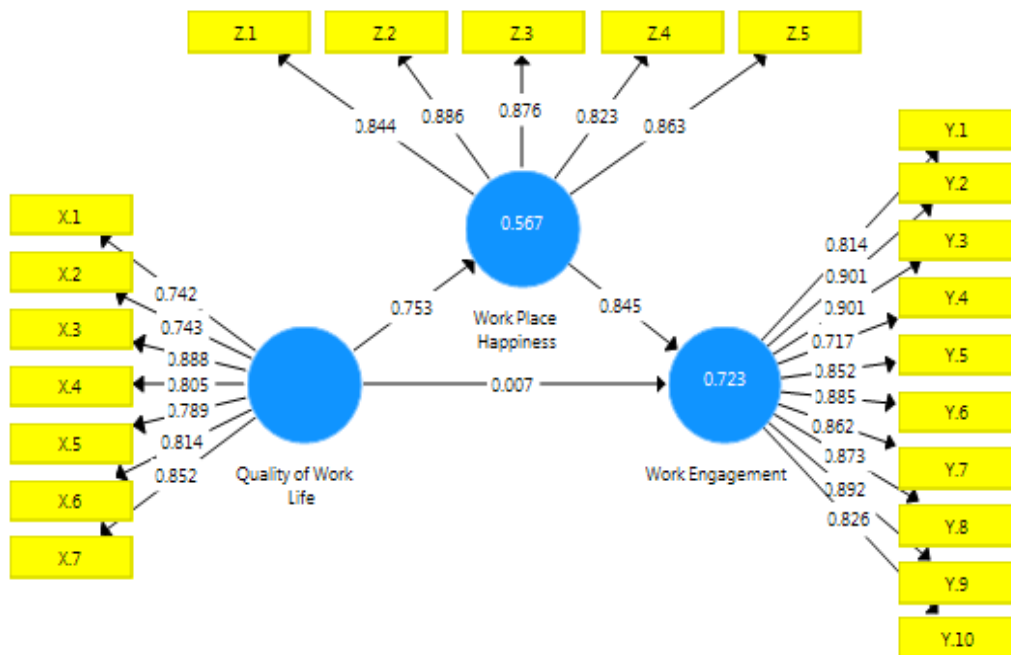 Z.1
Z.2
Z.3
Z.4
Z.5
0.844
0.886
0.876
0.823
0.863
X.1
X.2
X.3
X.4
X.5
X.6
X.7
0.742
0.743
0.888
0.805
0.789
0.814
0.852
Quality of Work
Life
0.753
0.567
Work Place
Happiness
0.845
0.007
0.723
Work Engagement
0.814
0.901
0.901
0.717
0.852
0.885
0.862
0.873
0.892
0.826
Y.1
Y.2
Y.3
Y.4
Y.5
Y.6
Y.7
Y.8
Y.9
Y.10